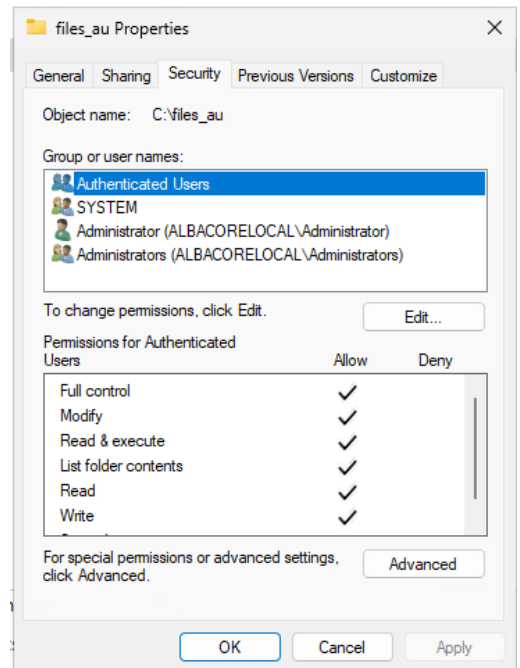 files_au Properties
General Sharing Security Previous Versions Customize
Object name: C:\files_au
Group or user names:
Authenticated Users
SYSTEM
Administrator (ALBACORELOCAL\Administrator)
Administrators (ALBACORELOCAL\Administrators)
To change permissions, click Edit.
Edit...
Permissions for Authenticated
Users Allow Deny
Full control
Modify
Read & execute
List folder contents
Read
Write
For special permissions or advanced settings,
click Advanced.
Advanced
OK Cancel Apply